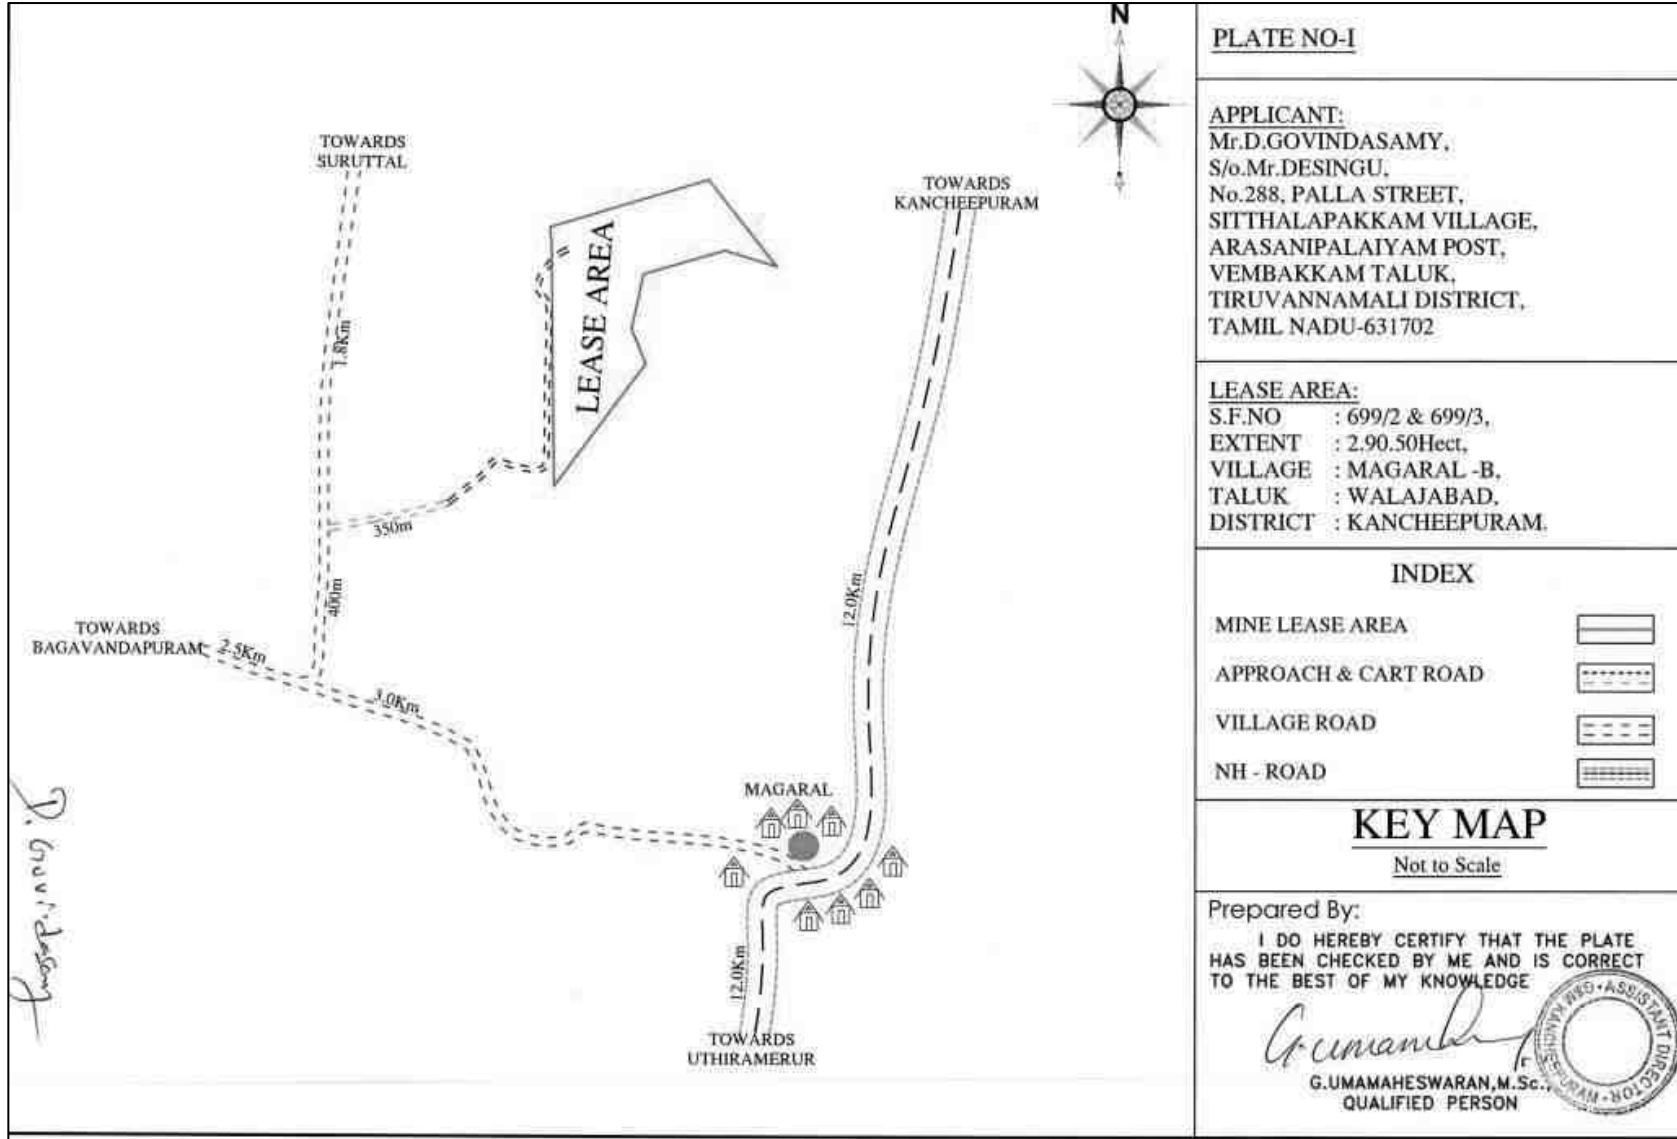 N
TOWARDS
SURUTTAL
TOWARDS
KANCHEEPURAM
LEASE AREA
1.8Km
350m
400m
TOWARDS
BAGAVANDAPURAM
2.5Km
3.0Km
12.0Km
MAGARAL
12.0Km
TOWARDS
UTHIRAMERUR
D. Govindasamy
PLATE NO-I
APPLICANT:
Mr.D.GOVINDASAMY,
S/o.Mr.DESINGU,
No.288, PALLA STREET,
SITTHALAPAKKAM VILLAGE,
ARASANIPALAIYAM POST,
VEMBAKKAM TALUK,
TIRUVANNAMALI DISTRICT,
TAMIL NADU-631702
LEASE AREA:
S.F.NO : 699/2 & 699/3,
EXTENT : 2.90.50Hect,
VILLAGE : MAGARAL -B,
TALUK : WALAJABAD,
DISTRICT : KANCHEEPURAM.
INDEX
MINE LEASE AREA
APPROACH & CART ROAD
VILLAGE ROAD
NH - ROAD
KEY MAP
Not to Scale
Prepared By:
I DO HEREBY CERTIFY THAT THE PLATE
HAS BEEN CHECKED BY ME AND IS CORRECT
TO THE BEST OF MY KNOWLEDGE
G.UMAMAHESWARAN,M.Sc.,
QUALIFIED PERSON
ASSISTANT DIRECTOR